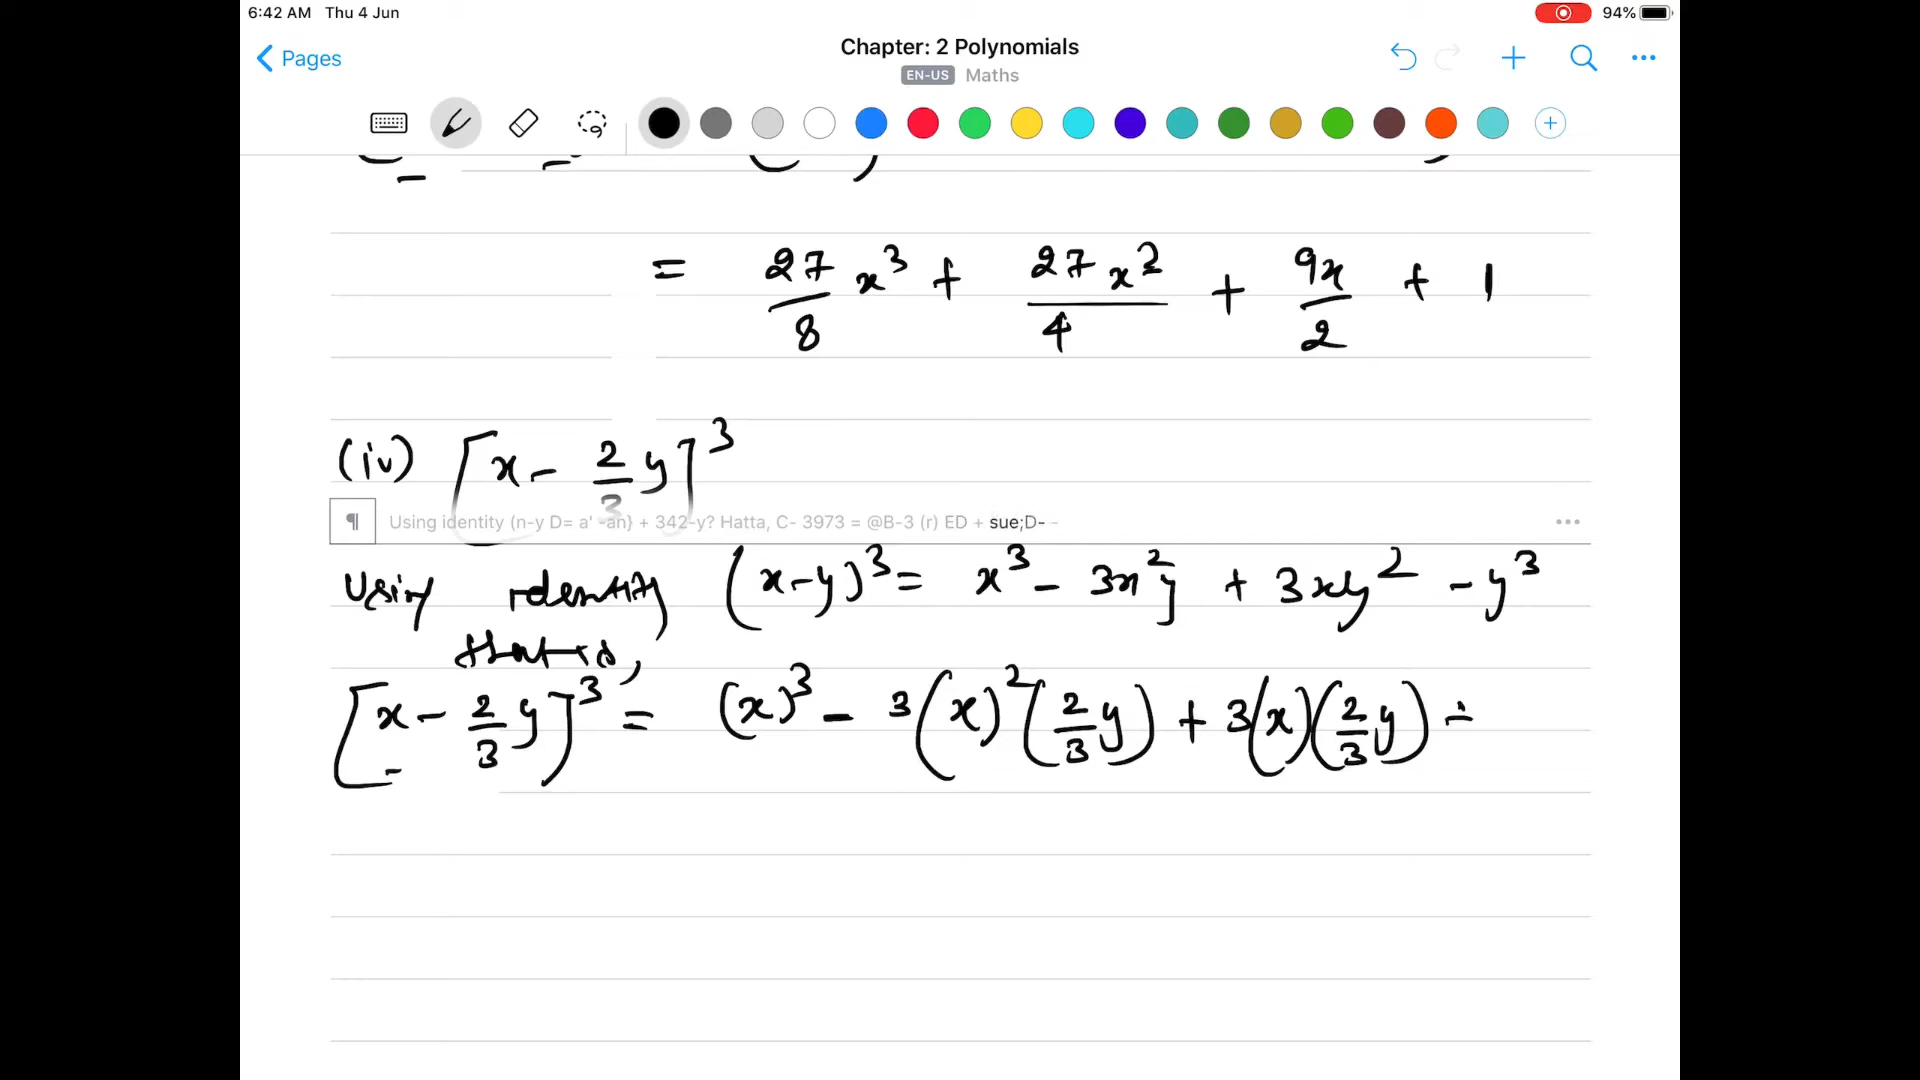 6:42 AM Thu 4 Jun 94%
Pages Chapter: 2 Polynomials
EN-US Maths
= 27/8 x³ + 27x²/4 + 9x/2 + 1
(iv) [x - 2/3 y]³
Using identity (n-y D= a' -an} + 342-y? Hatta, C- 3973 = @B-3 (r) ED + sue;D- -
Using identity (x-y)³ = x³ - 3x²y + 3xy² - y³
that is,
[x - 2/3 y]³ = (x)³ - 3(x)²(2/3 y) + 3(x)(2/3 y) -